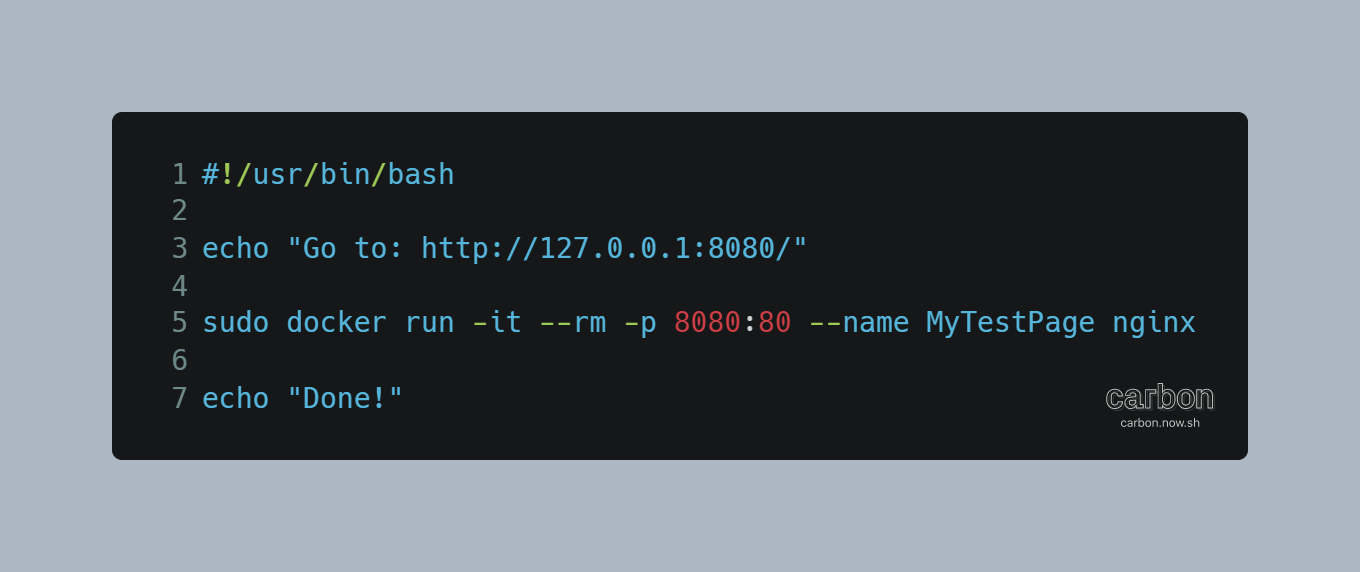 1 #!/usr/bin/bash
2
3 echo "Go to: http://127.0.0.1:8080/"
4
5 sudo docker run -it --rm -p 8080:80 --name MyTestPage nginx
6
7 echo "Done!"
carbon
carbon.now.sh